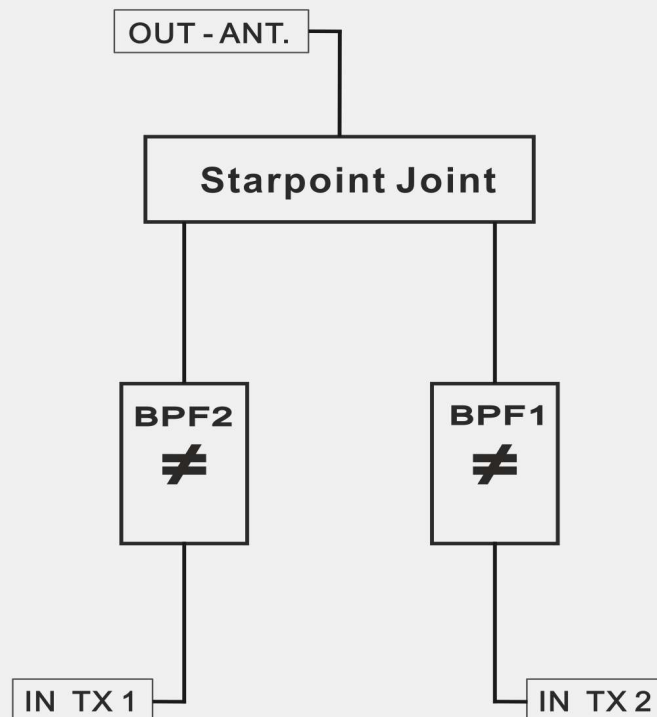 OUT - ANT.
Starpoint Joint
BPF2
≠
BPF1
≠
IN TX 1
IN TX 2